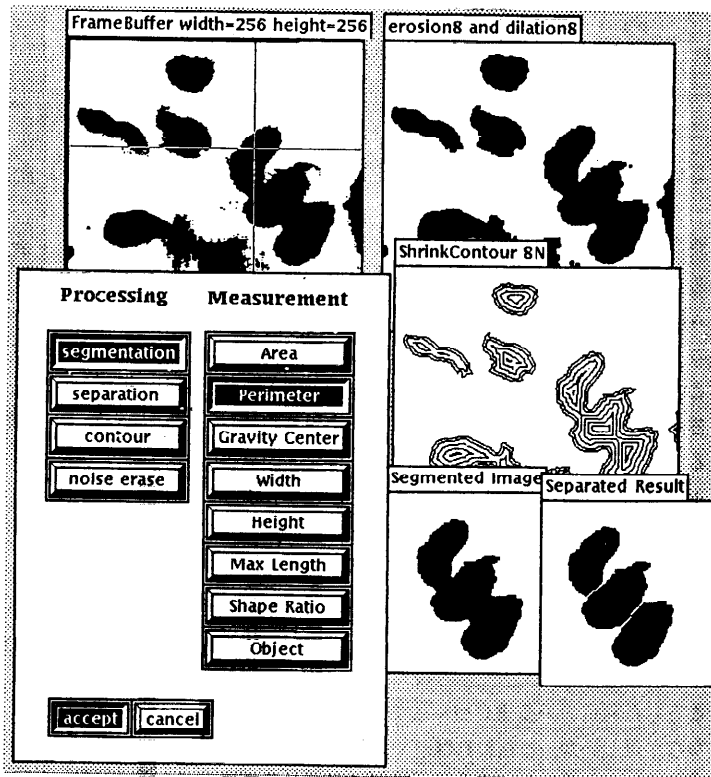 FrameBuffer width=256 height=256
erosion8 and dilation8
ShrinkContour 8N
Processing
Measurement
segmentation
separation
contour
noise erase
Area
Perimeter
Gravity Center
Width
Height
Max Length
Shape Ratio
Object
Segmented Image
Separated Result
accept
cancel